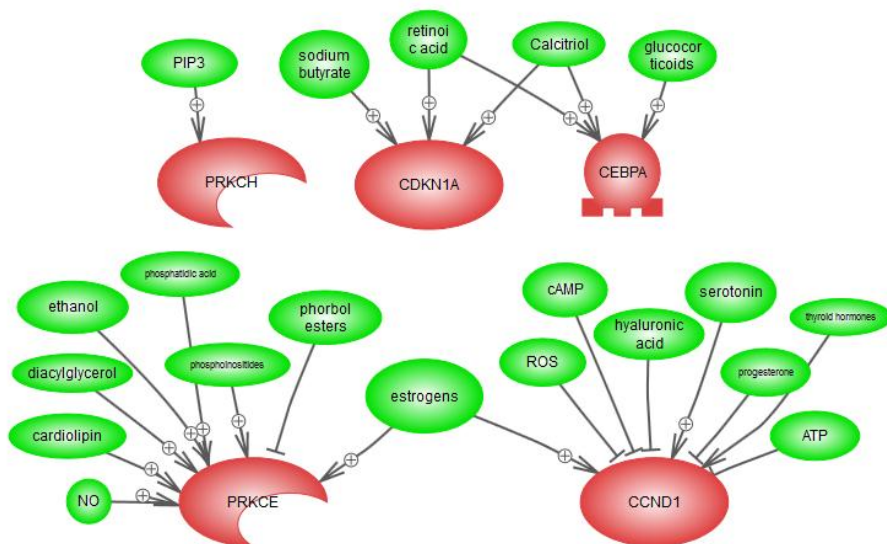 PIP3
sodium
butyrate
retinoi
c acid
Calcitriol
glucocor
ticoids
PRKCH
CDKN1A
CEBPA
ethanol
phosphatidic acid
phorbol
esters
diacylglycerol
phosphoinositides
cardiolipin
NO
estrogens
PRKCE
cAMP
serotonin
hyaluronic
acid
thyroid hormones
ROS
progesterone
ATP
CCND1